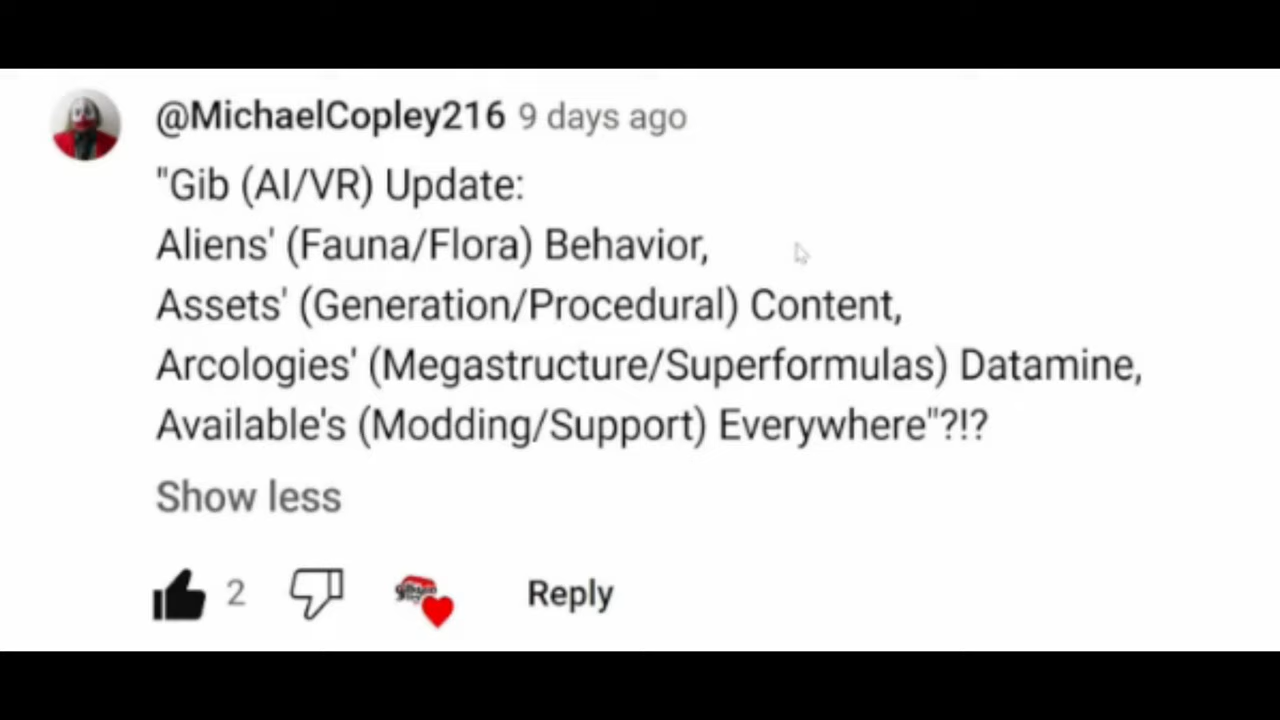 @MichaelCopley216 9 days ago
"Gib (AI/VR) Update:
Aliens' (Fauna/Flora) Behavior,
Assets' (Generation/Procedural) Content,
Arcologies' (Megastructure/Superformulas) Datamine,
Available's (Modding/Support) Everywhere"?!?
Show less
2 Reply